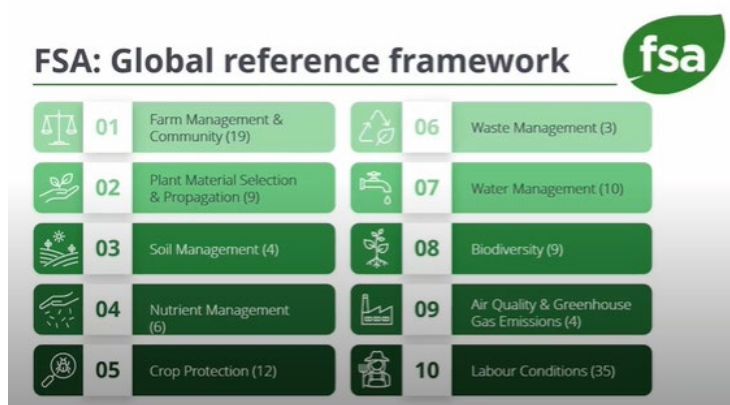 FSA: Global reference framework
fsa
01
Farm Management &
Community (19)
02
Plant Material Selection
& Propagation (9)
03
Soil Management (4)
04
Nutrient Management
(6)
05
Crop Protection (12)
06
Waste Management (3)
07
Water Management (10)
08
Biodiversity (9)
09
Air Quality & Greenhouse
Gas Emissions (4)
10
Labour Conditions (35)